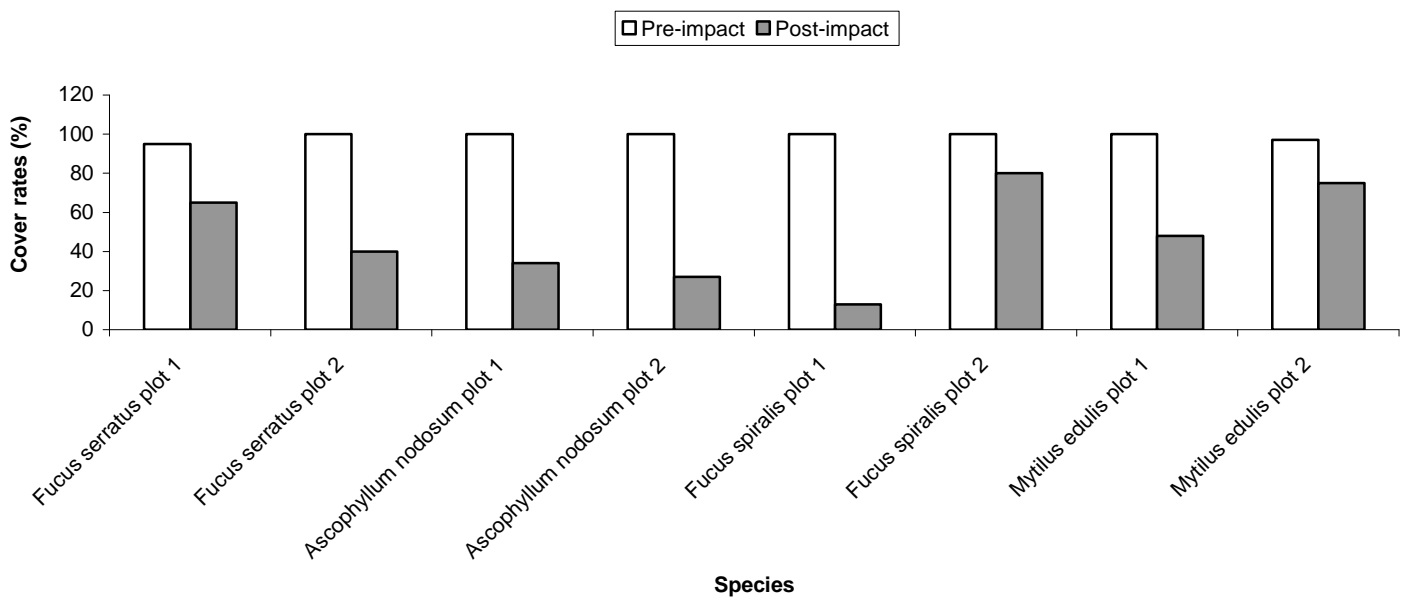 Pre-impact Post-impact
Cover rates (%)
120
100
80
60
40
20
0
Fucus serratus plot 1
Fucus serratus plot 2
Ascophyllum nodosum plot 1
Ascophyllum nodosum plot 2
Fucus spiralis plot 1
Fucus spiralis plot 2
Mytilus edulis plot 1
Mytilus edulis plot 2
Species